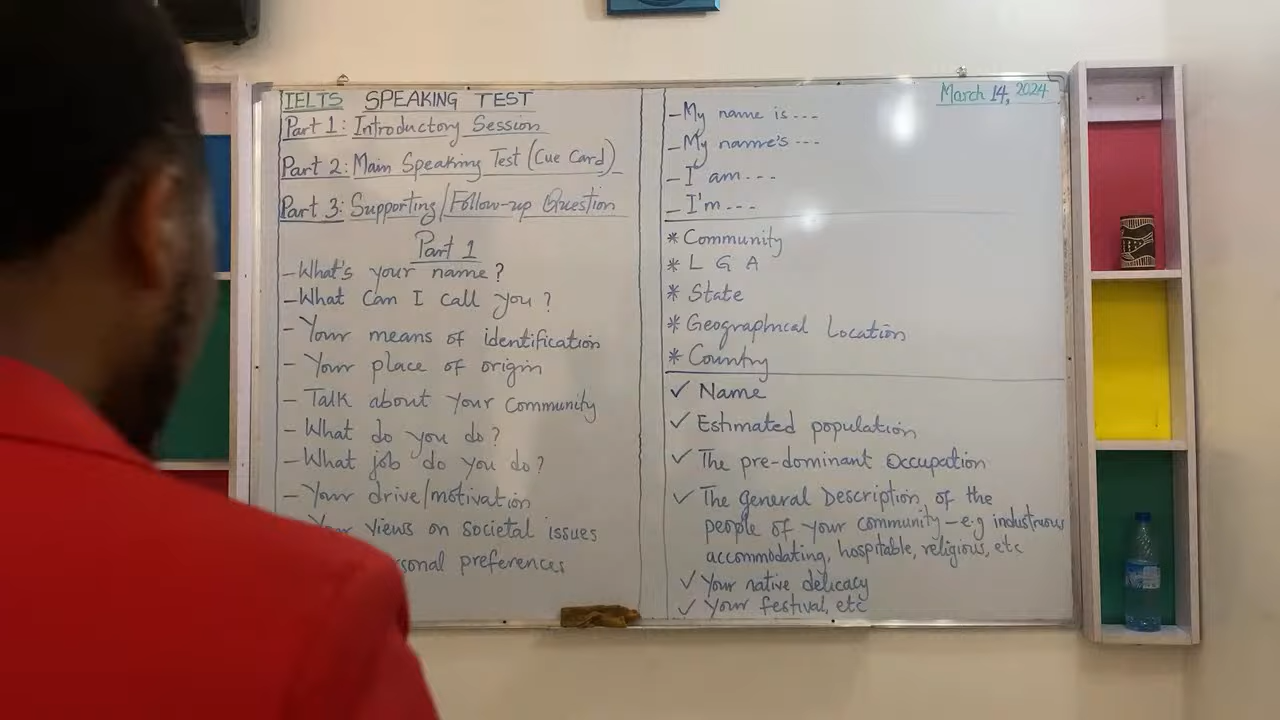 IELTS SPEAKING TEST
Part 1: Introductory Session
Part 2: Main Speaking Test (Cue Card)
Part 3: Supporting/Follow-up Question
Part 1
- What's your name?
- What can I call you?
- Your means of identification
- Your place of origin
- Talk about your community
- What do you do?
- What job do you do?
- Your drive/motivation
Your views on societal issues
sonal preferences
March 14, 2024
- My name is ---
- My name's ---
- I am ---
- I'm ---
* Community
* L G A
* State
* Geographical Location
* Country
✓ Name
✓ Estimated population
✓ The pre-dominant Occupation
✓ The general Description of the
people of your community - e.g industruous
accommodating, hospitable, religious, etc
✓ Your native delicacy
✓ Your festival, etc